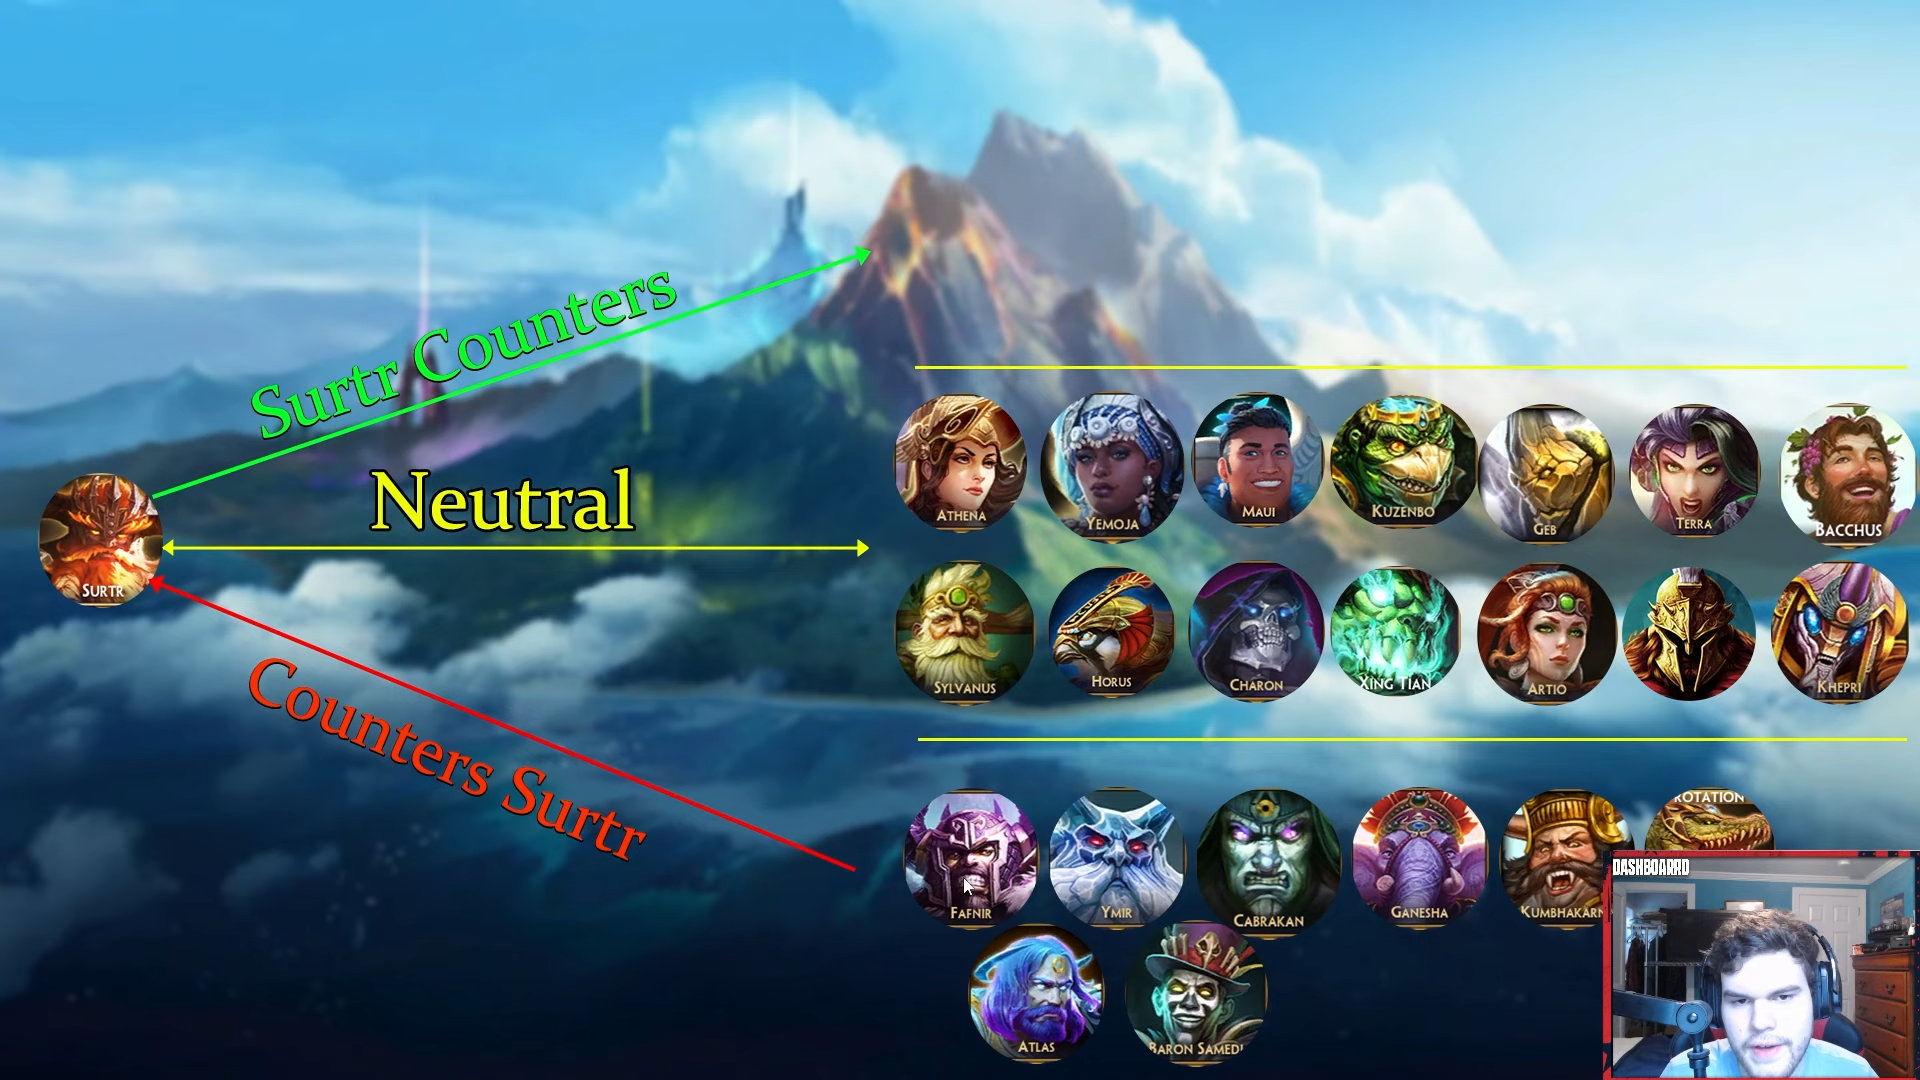 Surtr Counters
Neutral
Counters Surtr
SURTR
ATHENA
YEMOJA
MAUI
KUZENBO
GEB
TERRA
BACCHUS
SYLVANUS
HORUS
CHARON
XING TIAN
ARTIO
KHEPRI
ROTATION
FAFNIR
YMIR
CABRAKAN
GANESHA
KUMBHAKARN
DASHBOARRD
ATLAS
BARON SAMEDI